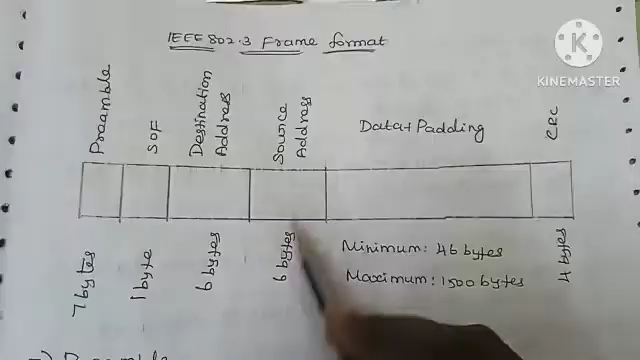 IEEE 802.3 Frame format
K
KINEMASTER
Preamble
SOF
Destination
Address
Source
Address
Data+Padding
CRC
7 bytes
1 byte
6 bytes
6 bytes
Minimum: 46 bytes
Maximum: 1500 bytes
4 bytes